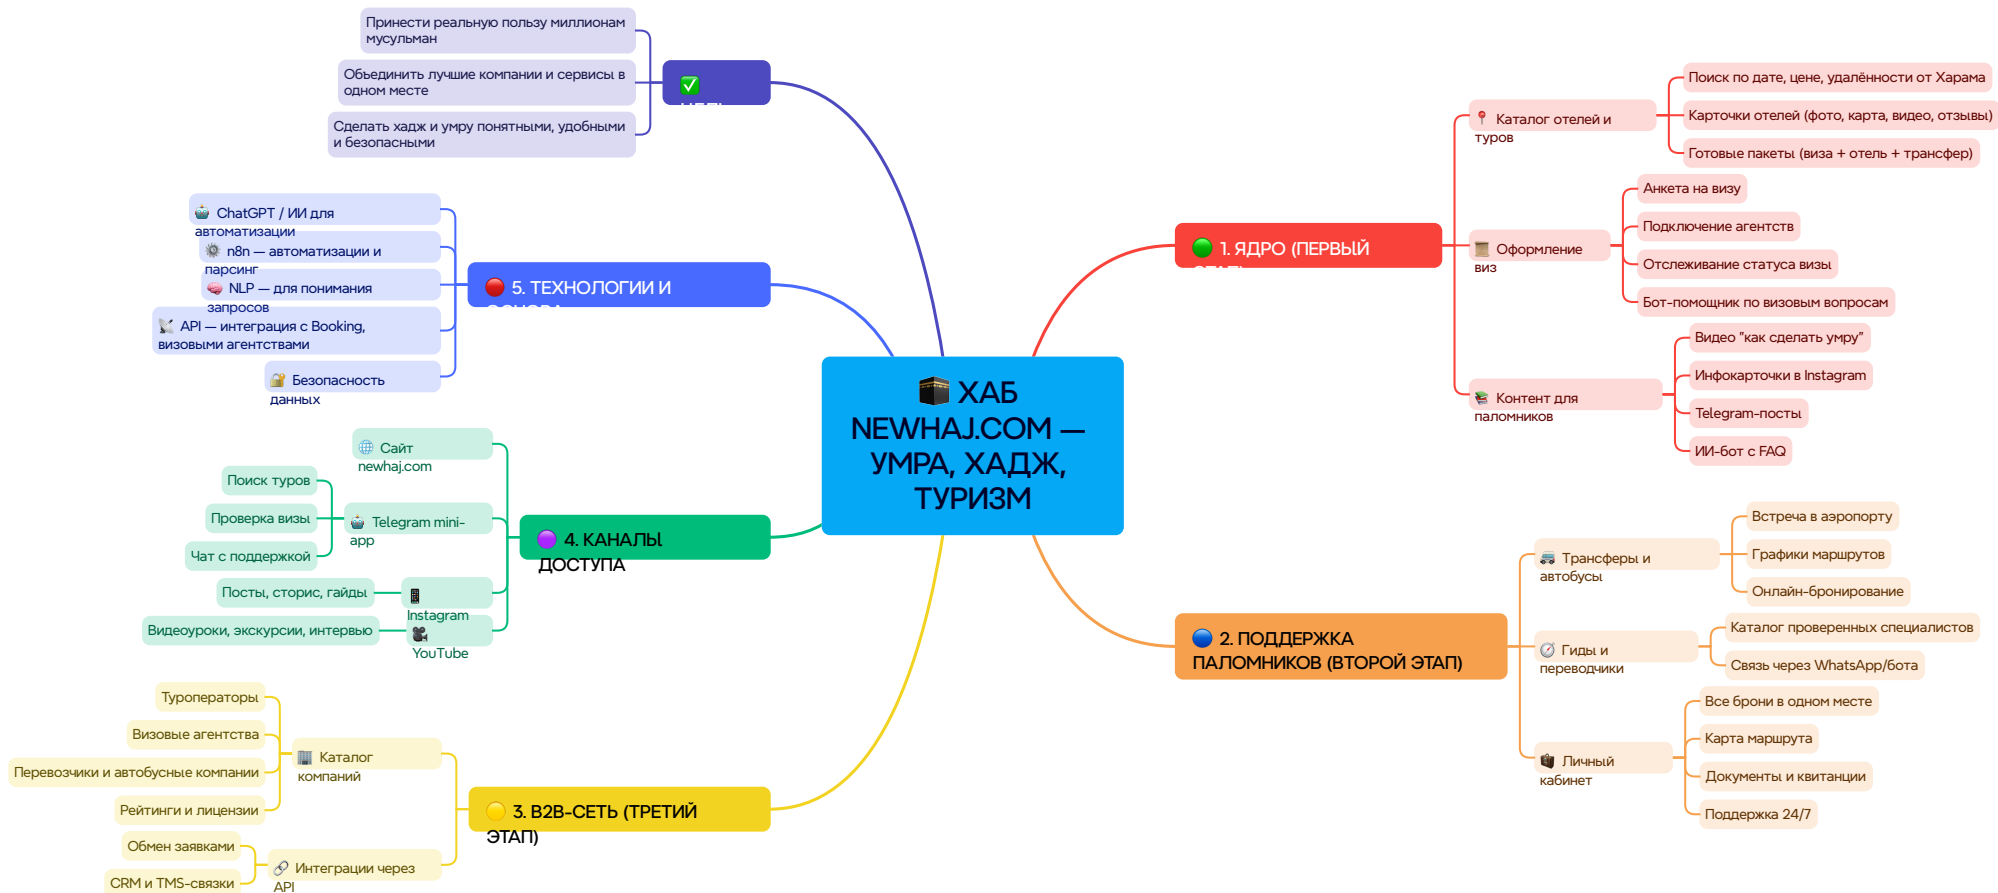 ХАБ
NEWHAJ.COM —
УМРА, ХАДЖ,
ТУРИЗМ
Принести реальную пользу миллионам
мусульман
Объединить лучшие компании и сервисы в
одном месте
Сделать хадж и умру понятными, удобными
и безопасными
1. ЯДРО (ПЕРВЫЙ
Каталог отелей и
туров
Поиск по дате, цене, удалённости от Харама
Карточки отелей (фото, карта, видео, отзывы)
Готовые пакеты (виза + отель + трансфер)
Оформление
виз
Анкета на визу
Подключение агентств
Отслеживание статуса визы
Бот-помощник по визовым вопросам
Контент для
паломников
Видео "как сделать умру"
Инфокарточки в Instagram
Telegram-посты
ИИ-бот с FAQ
2. ПОДДЕРЖКА
ПАЛОМНИКОВ (ВТОРОЙ ЭТАП)
Трансферы и
автобусы
Встреча в аэропорту
Графики маршрутов
Онлайн-бронирование
Гиды и
переводчики
Каталог проверенных специалистов
Связь через WhatsApp/бота
Личный
кабинет
Все брони в одном месте
Карта маршрута
Документы и квитанции
Поддержка 24/7
5. ТЕХНОЛОГИИ И
ChatGPT / ИИ для
автоматизации
n8n — автоматизации и
парсинг
NLP — для понимания
запросов
API — интеграция с Booking,
визовыми агентствами
Безопасность
данных
4. КАНАЛЫ
ДОСТУПА
Сайт
newhaj.com
Telegram mini-
app
Поиск туров
Проверка визы
Чат с поддержкой
Instagram
Посты, сторис, гайды
YouTube
Видеоуроки, экскурсии, интервью
3. B2B-СЕТЬ (ТРЕТИЙ
ЭТАП)
Каталог
компаний
Туроператоры
Визовые агентства
Перевозчики и автобусные компании
Рейтинги и лицензии
Интеграции через
API
Обмен заявками
CRM и TMS-связки